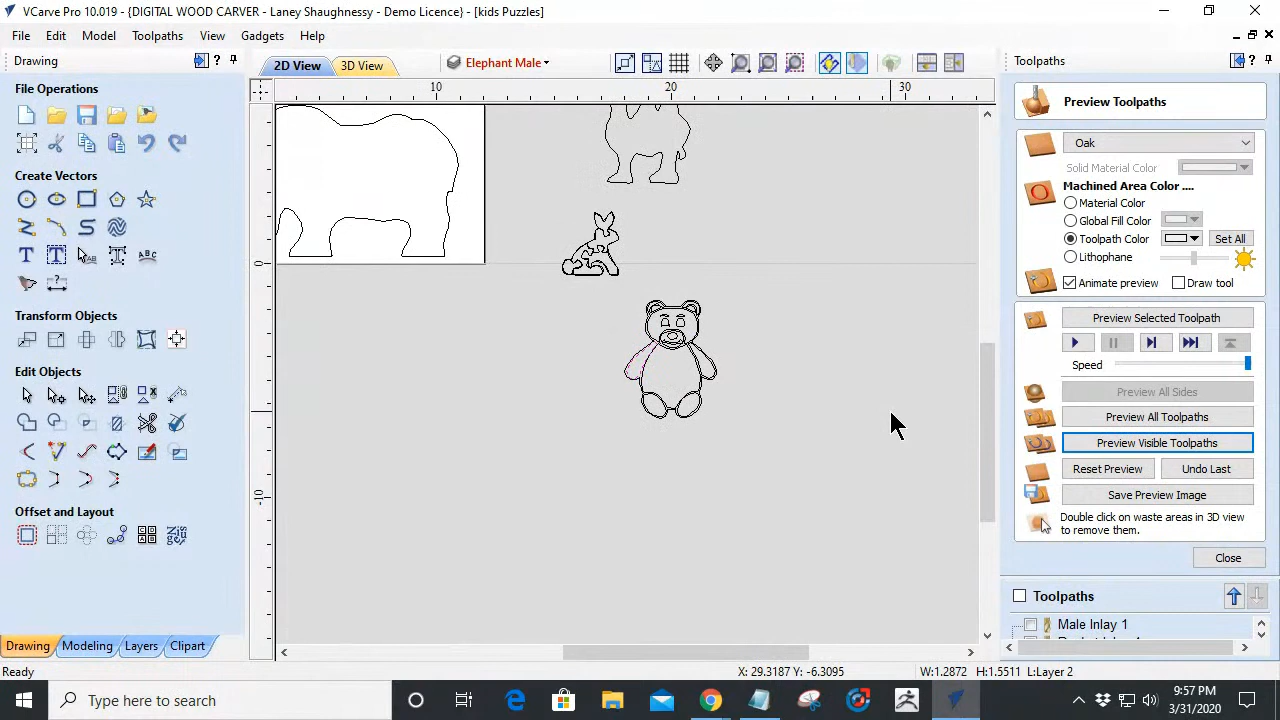 VCarve Pro 10.019 - {DIGITAL WOOD CARVER - Laney Shaughnessy - Demo Licence} - [kids Puzzles]
File Edit Model Toolpaths View Gadgets Help
Drawing
File Operations
Create Vectors
Transform Objects
Edit Objects
Offset and Layout
Drawing Modeling Layers Clipart
2D View 3D View Elephant Male
10 20 30
0
-10
Toolpaths
Preview Toolpaths
Oak
Solid Material Color
Machined Area Color ....
Material Color
Global Fill Color
Toolpath Color Set All
Lithophane
Animate preview Draw tool
Preview Selected Toolpath
Speed
Preview All Sides
Preview All Toolpaths
Preview Visible Toolpaths
Reset Preview Undo Last
Save Preview Image
Double click on waste areas in 3D view
to remove them.
Close
Toolpaths
Male Inlay 1
Ready X: 29.3187 Y: -6.3095 W:1.2872 H:1.5511 L:Layer 2
Type here to search
9:57 PM
3/31/2020